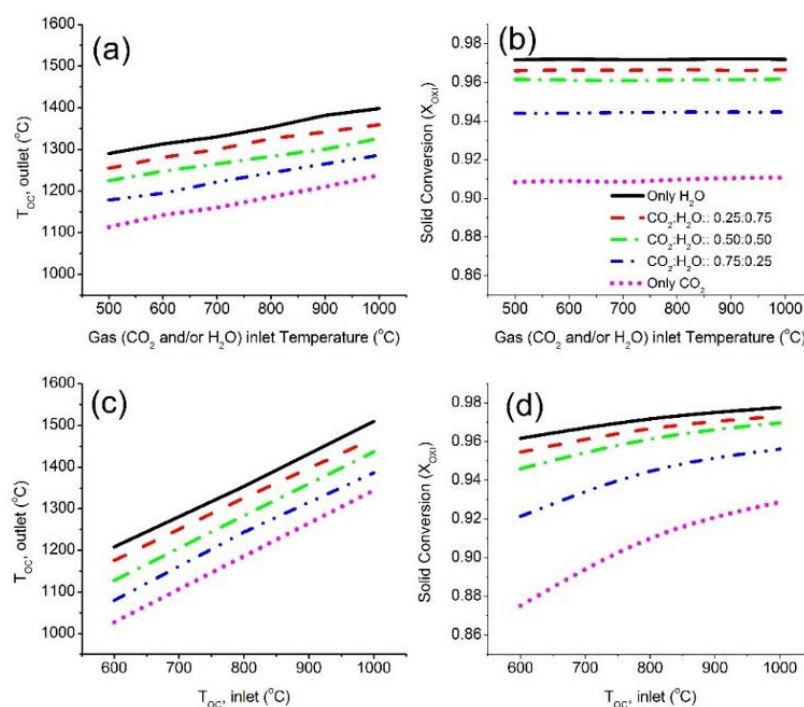 (a)
1600
1500
1400
1300
1200
1100
1000
T_OC, outlet (°C)
500 600 700 800 900 1000
Gas (CO₂ and/or H₂O) inlet Temperature (°C)
(b)
0.98
0.96
0.94
0.91
0.90
0.88
0.86
Solid Conversion (X_OXI)
Only H₂O
CO₂:H₂O:: 0.25:0.75
CO₂:H₂O:: 0.50:0.50
CO₂:H₂O:: 0.75:0.25
Only CO₂
500 600 700 800 900 1000
Gas (CO₂ and/or H₂O) inlet Temperature (°C)
(c)
1600
1500
1400
1300
1200
1100
1000
T_OC, outlet (°C)
600 700 800 900 1000
T_OC, inlet (°C)
(d)
0.98
0.96
0.94
0.92
0.90
0.88
0.86
Solid Conversion (X_OXI)
600 700 800 900 1000
T_OC, inlet (°C)